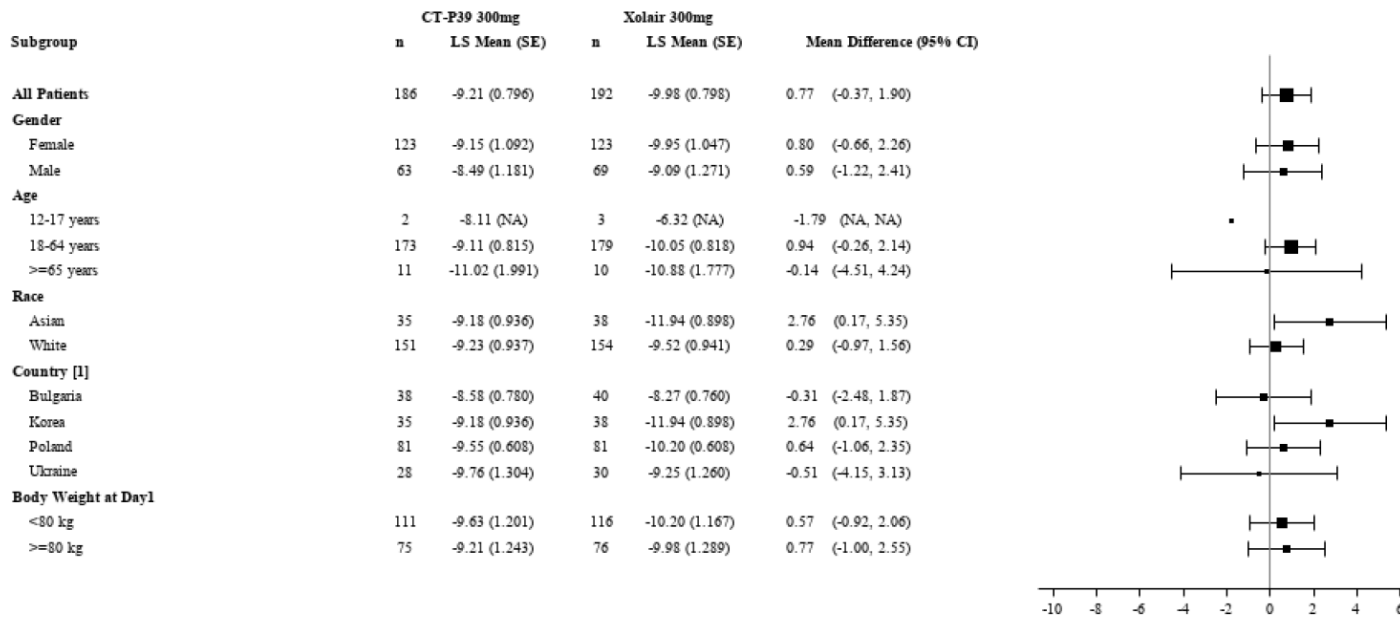 CT-P39 300mg Xolair 300mg
Subgroup n LS Mean (SE) n LS Mean (SE) Mean Difference (95% CI)
All Patients 186 -9.21 (0.796) 192 -9.98 (0.798) 0.77 (-0.37, 1.90)
Gender
Female 123 -9.15 (1.092) 123 -9.95 (1.047) 0.80 (-0.66, 2.26)
Male 63 -8.49 (1.181) 69 -9.09 (1.271) 0.59 (-1.22, 2.41)
Age
12-17 years 2 -8.11 (NA) 3 -6.32 (NA) -1.79 (NA, NA)
18-64 years 173 -9.11 (0.815) 179 -10.05 (0.818) 0.94 (-0.26, 2.14)
>=65 years 11 -11.02 (1.991) 10 -10.88 (1.777) -0.14 (-4.51, 4.24)
Race
Asian 35 -9.18 (0.936) 38 -11.94 (0.898) 2.76 (0.17, 5.35)
White 151 -9.23 (0.937) 154 -9.52 (0.941) 0.29 (-0.97, 1.56)
Country [1]
Bulgaria 38 -8.58 (0.780) 40 -8.27 (0.760) -0.31 (-2.48, 1.87)
Korea 35 -9.18 (0.936) 38 -11.94 (0.898) 2.76 (0.17, 5.35)
Poland 81 -9.55 (0.608) 81 -10.20 (0.608) 0.64 (-1.06, 2.35)
Ukraine 28 -9.76 (1.304) 30 -9.25 (1.260) -0.51 (-4.15, 3.13)
Body Weight at Day1
<80 kg 111 -9.63 (1.201) 116 -10.20 (1.167) 0.57 (-0.92, 2.06)
>=80 kg 75 -9.21 (1.243) 76 -9.98 (1.289) 0.77 (-1.00, 2.55)
-10 -8 -6 -4 -2 0 2 4 6